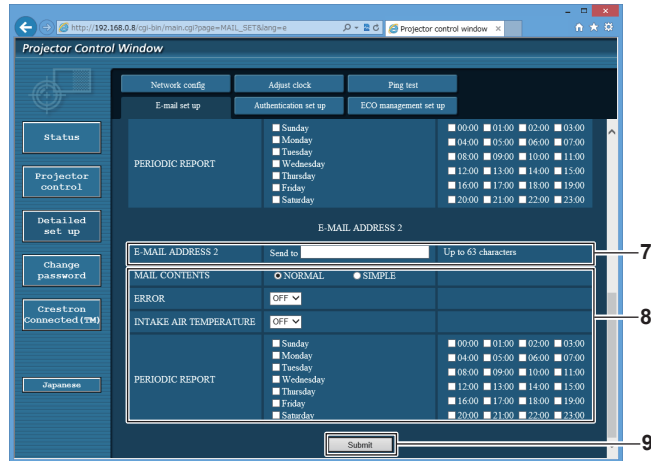 http://192.168.0.8/cgi-bin/main.cgi?page=MAIL_SET&lang=e
Projector control window
Projector Control Window
Network config Adjust clock Ping test
E-mail set up Authentication set up ECO management set up
Status
Projector control
Detailed set up
Change password
Crestron Connected(TM)
Japanese
PERIODIC REPORT
Sunday
Monday
Tuesday
Wednesday
Thursday
Friday
Saturday
00:00 01:00 02:00 03:00
04:00 05:00 06:00 07:00
08:00 09:00 10:00 11:00
12:00 13:00 14:00 15:00
16:00 17:00 18:00 19:00
20:00 21:00 22:00 23:00
E-MAIL ADDRESS 2
E-MAIL ADDRESS 2 Send to Up to 63 characters
7
MAIL CONTENTS NORMAL SIMPLE
ERROR OFF
8
INTAKE AIR TEMPERATURE OFF
PERIODIC REPORT
Sunday
Monday
Tuesday
Wednesday
Thursday
Friday
Saturday
00:00 01:00 02:00 03:00
04:00 05:00 06:00 07:00
08:00 09:00 10:00 11:00
12:00 13:00 14:00 15:00
16:00 17:00 18:00 19:00
20:00 21:00 22:00 23:00
Submit
9